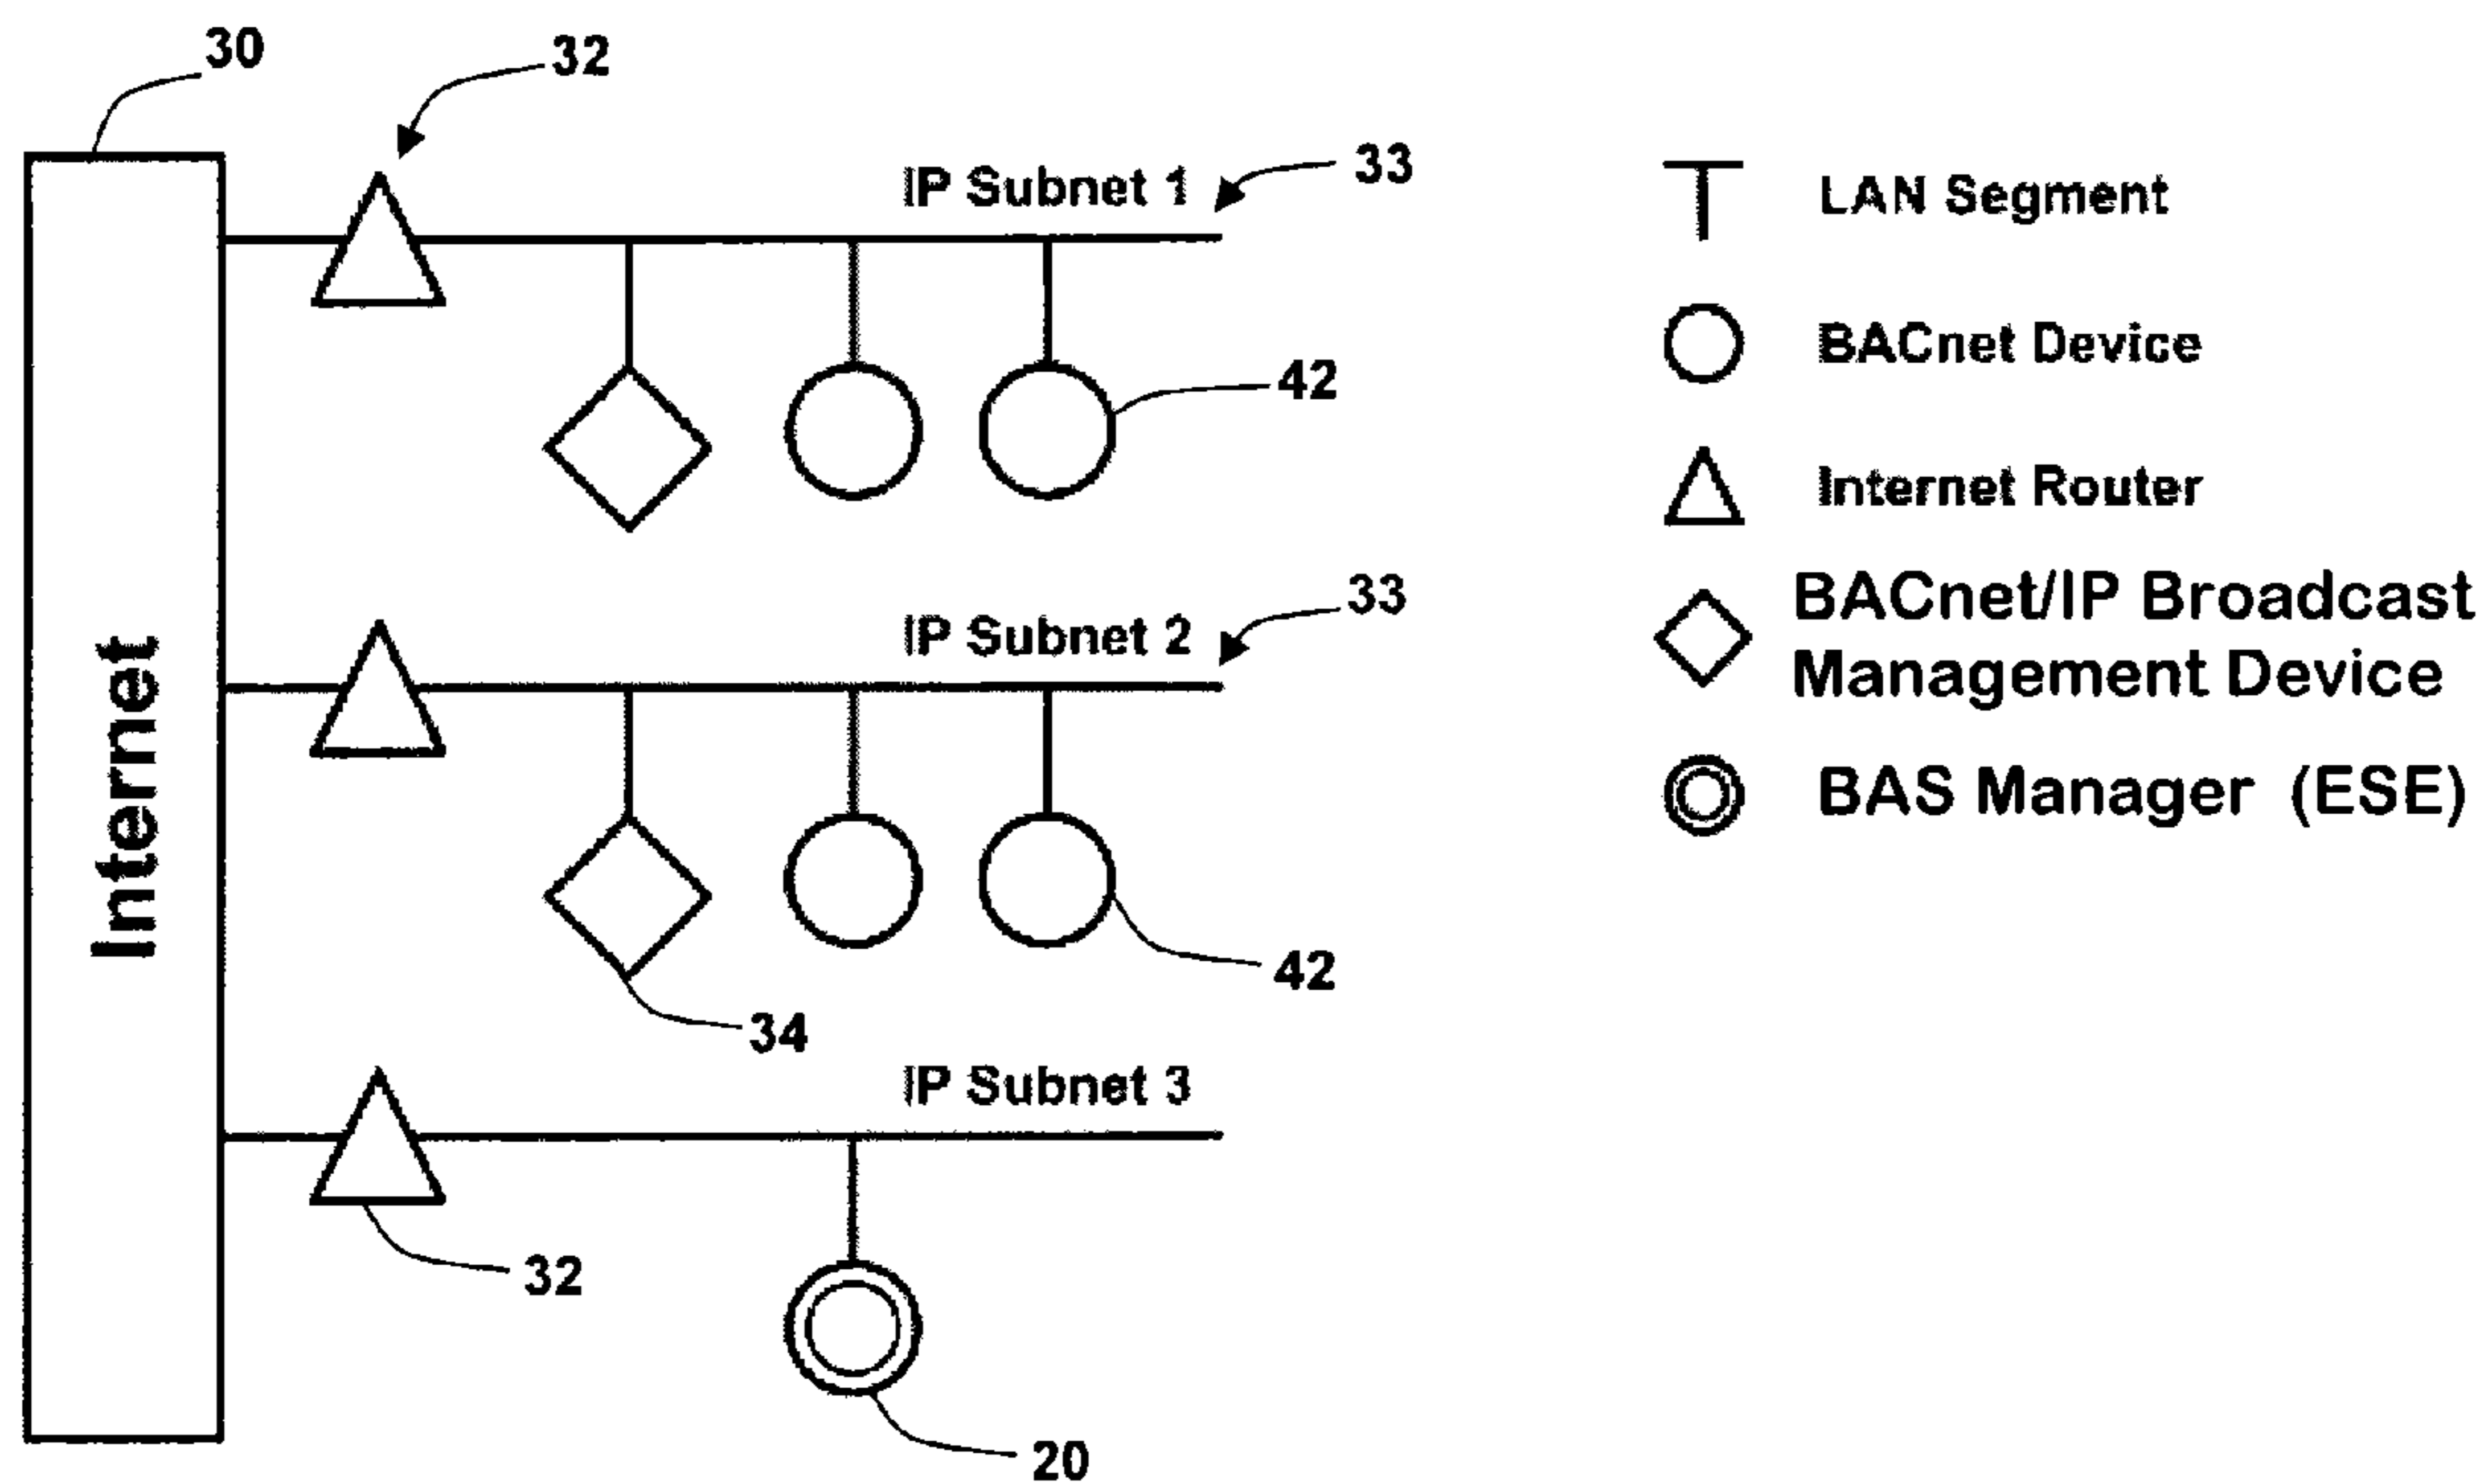 30
32
IP Subnet 1
33
42
Internet
IP Subnet 2
33
42
34
IP Subnet 3
32
20
LAN Segment
BACnet Device
Internet Router
BACnet/IP Broadcast
Management Device
BAS Manager (ESE)